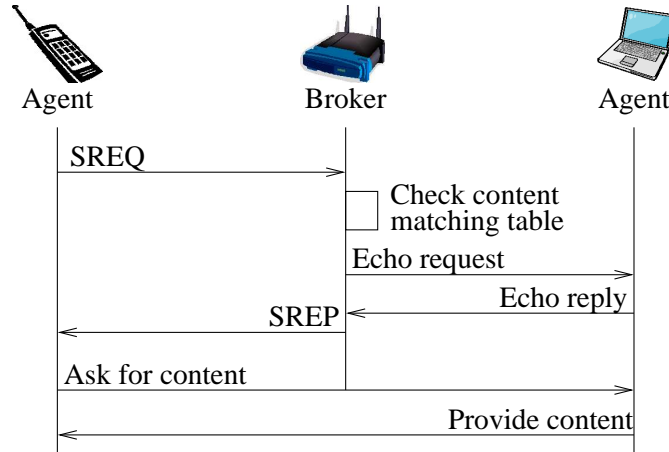 Agent
Broker
Agent
SREQ
Check content
matching table
Echo request
Echo reply
SREP
Ask for content
Provide content